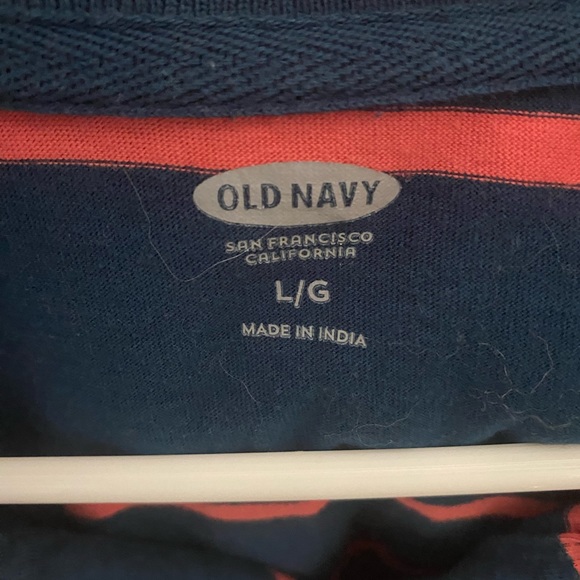 OLD NAVY
SAN FRANCISCO
CALIFORNIA
L/G
MADE IN INDIA